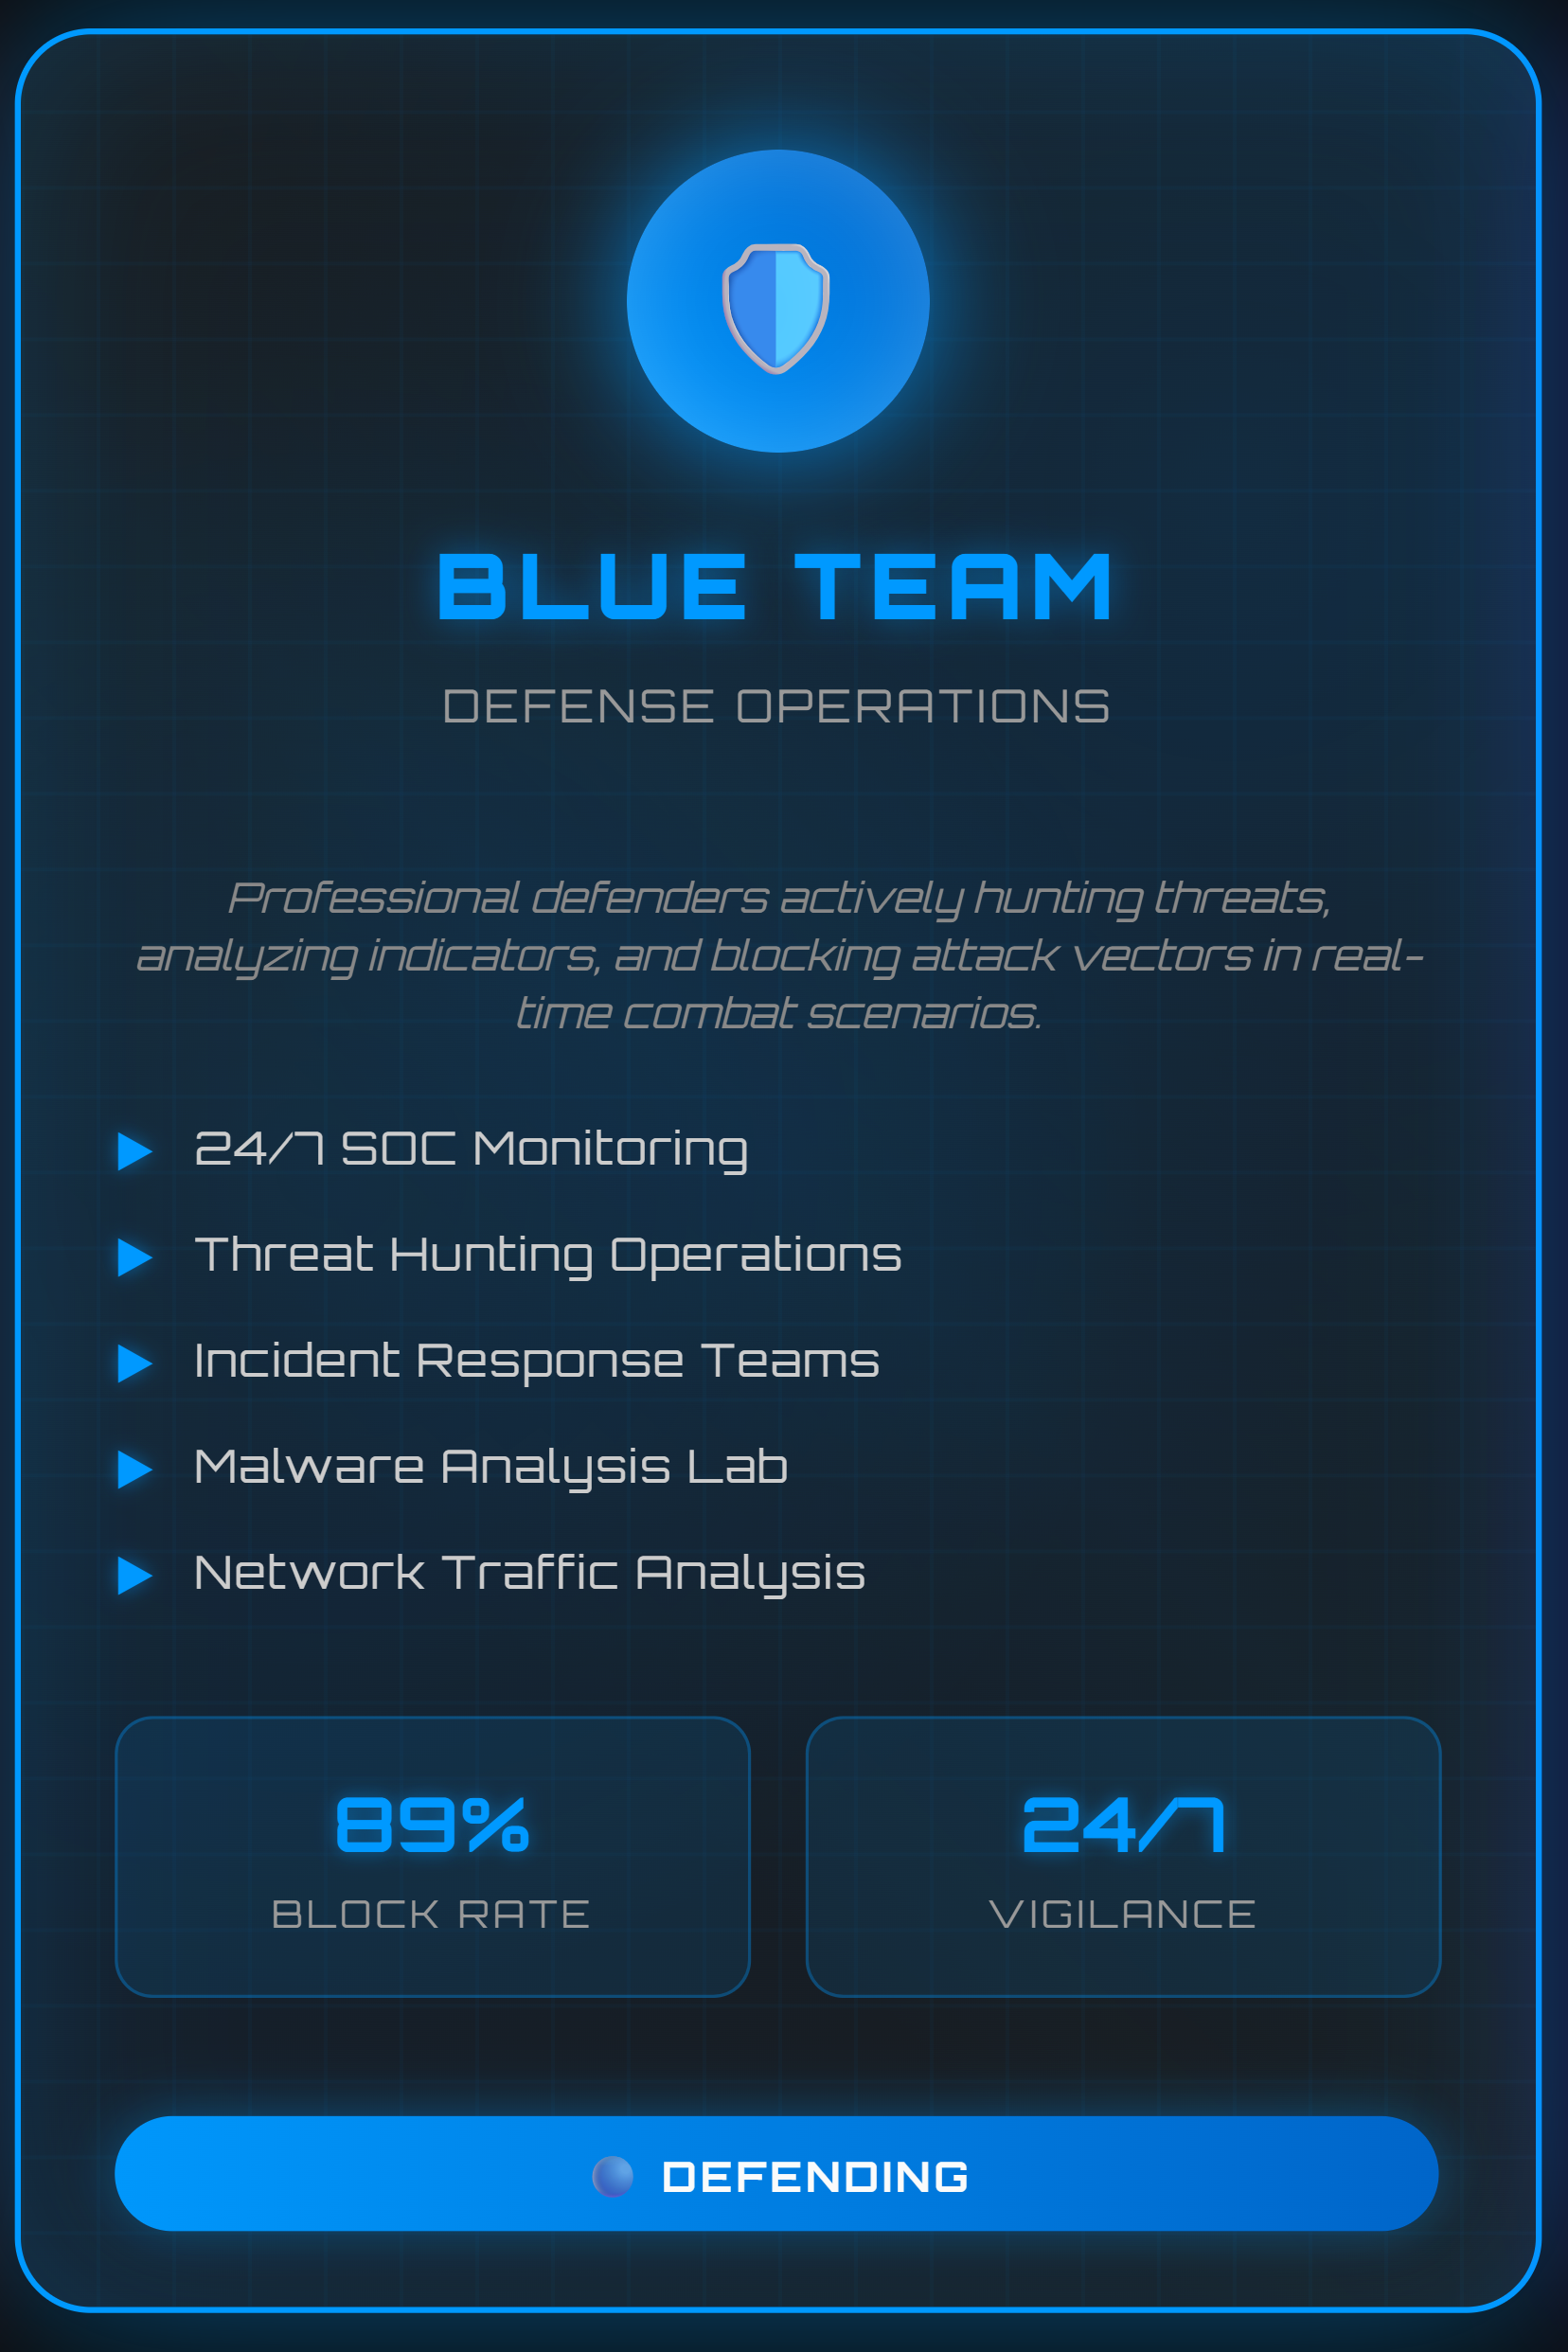 BLUE TEAM
DEFENSE OPERATIONS
Professional defenders actively hunting threats,
analyzing indicators, and blocking attack vectors in real-
time combat scenarios.
24/7 SOC Monitoring
Threat Hunting Operations
Incident Response Teams
Malware Analysis Lab
Network Traffic Analysis
89%
BLOCK RATE
24/7
VIGILANCE
DEFENDING